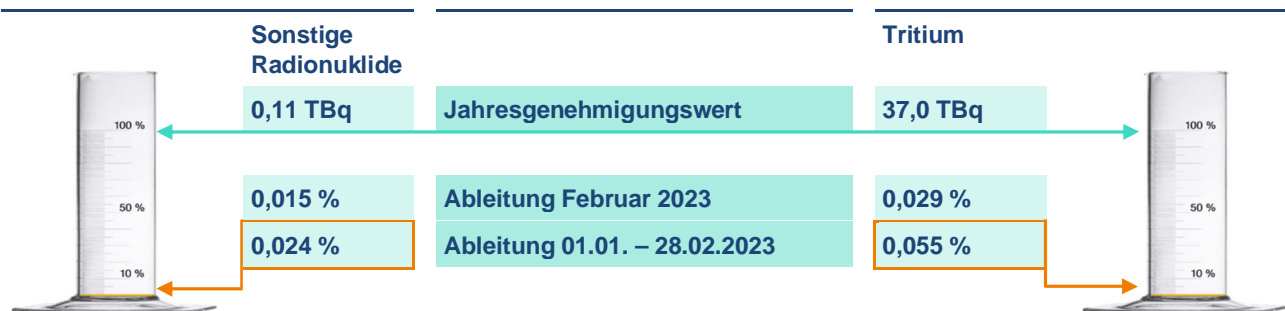 Sonstige
Radionuklide
Tritium
0,11 TBq Jahresgenehmigungswert 37,0 TBq
100 % 100 %
0,015 % Ableitung Februar 2023 0,029 %
50 % 50 %
0,024 % Ableitung 01.01. – 28.02.2023 0,055 %
10 % 10 %